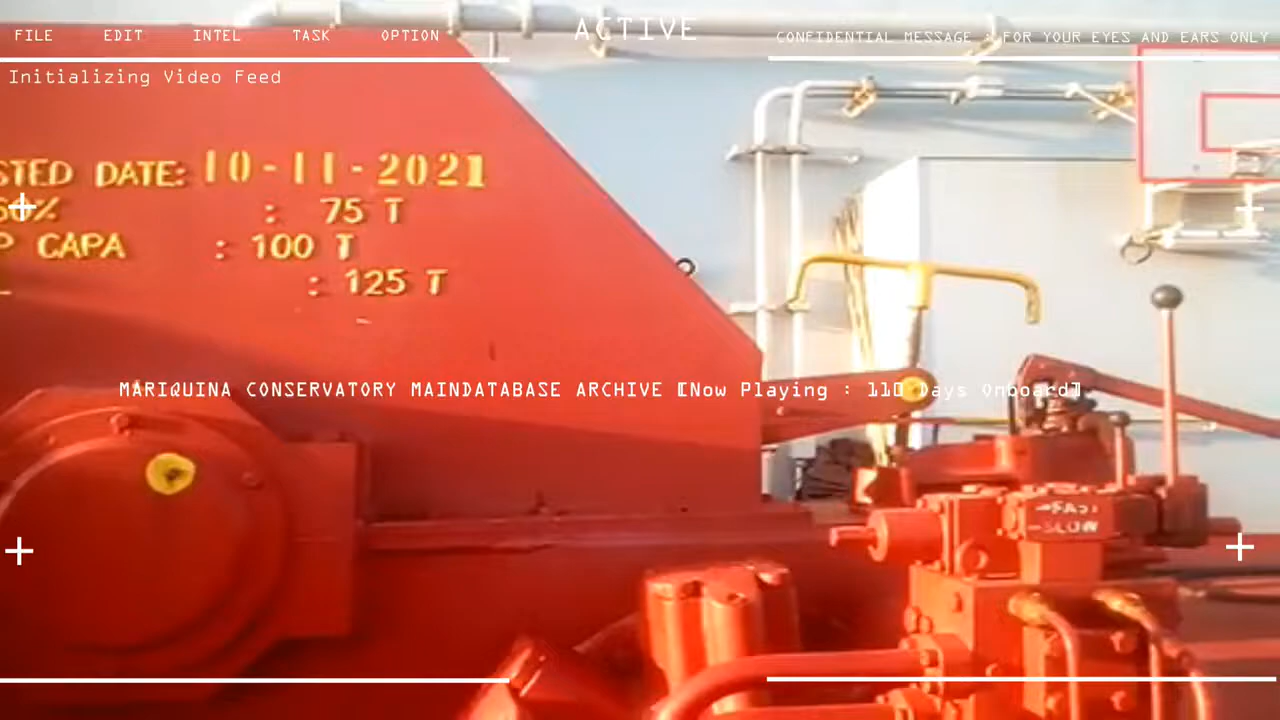 FILE EDIT INTEL TASK OPTION
ACTIVE
CONFIDENTIAL MESSAGE : FOR YOUR EYES AND EARS ONLY
Initializing Video Feed
STED DATE: 10-11-2021
60% : 75 T
P CAPA : 100 T
: 125 T
MARIQUINA CONSERVATORY MAINDATABASE ARCHIVE [Now Playing : 110 Days Onboard]
FAST
SLOW